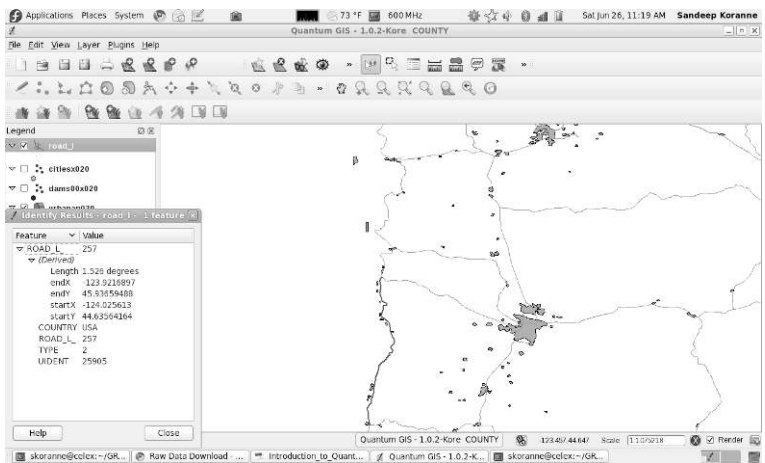 Applications Places System 73 °F 600 MHz Sat Jun 26, 11:19 AM Sandeep Koranne
Quantum GIS - 1.0.2-Kore COUNTY
File Edit View Layer Plugins Help
Legend
road_l
citiesx020
dams00x020
Identify Results - road_l - 1 feature
Feature Value
ROAD_L_ 257
(Derived)
Length 1.526 degrees
endX -123.9216897
endY 45.93659488
startX -124.025613
startY 44.63564164
COUNTRY USA
ROAD_L_ 257
TYPE 2
UIDENT 25905
Help Close
Quantum GIS - 1.0.2-Kore COUNTY -123.457,44.647 Scale Render
skoranne@celex:~/GR... Raw Data Download - ... Introduction_to_Quant... Quantum GIS - 1.0.2-K... skoranne@celex:~/GR...